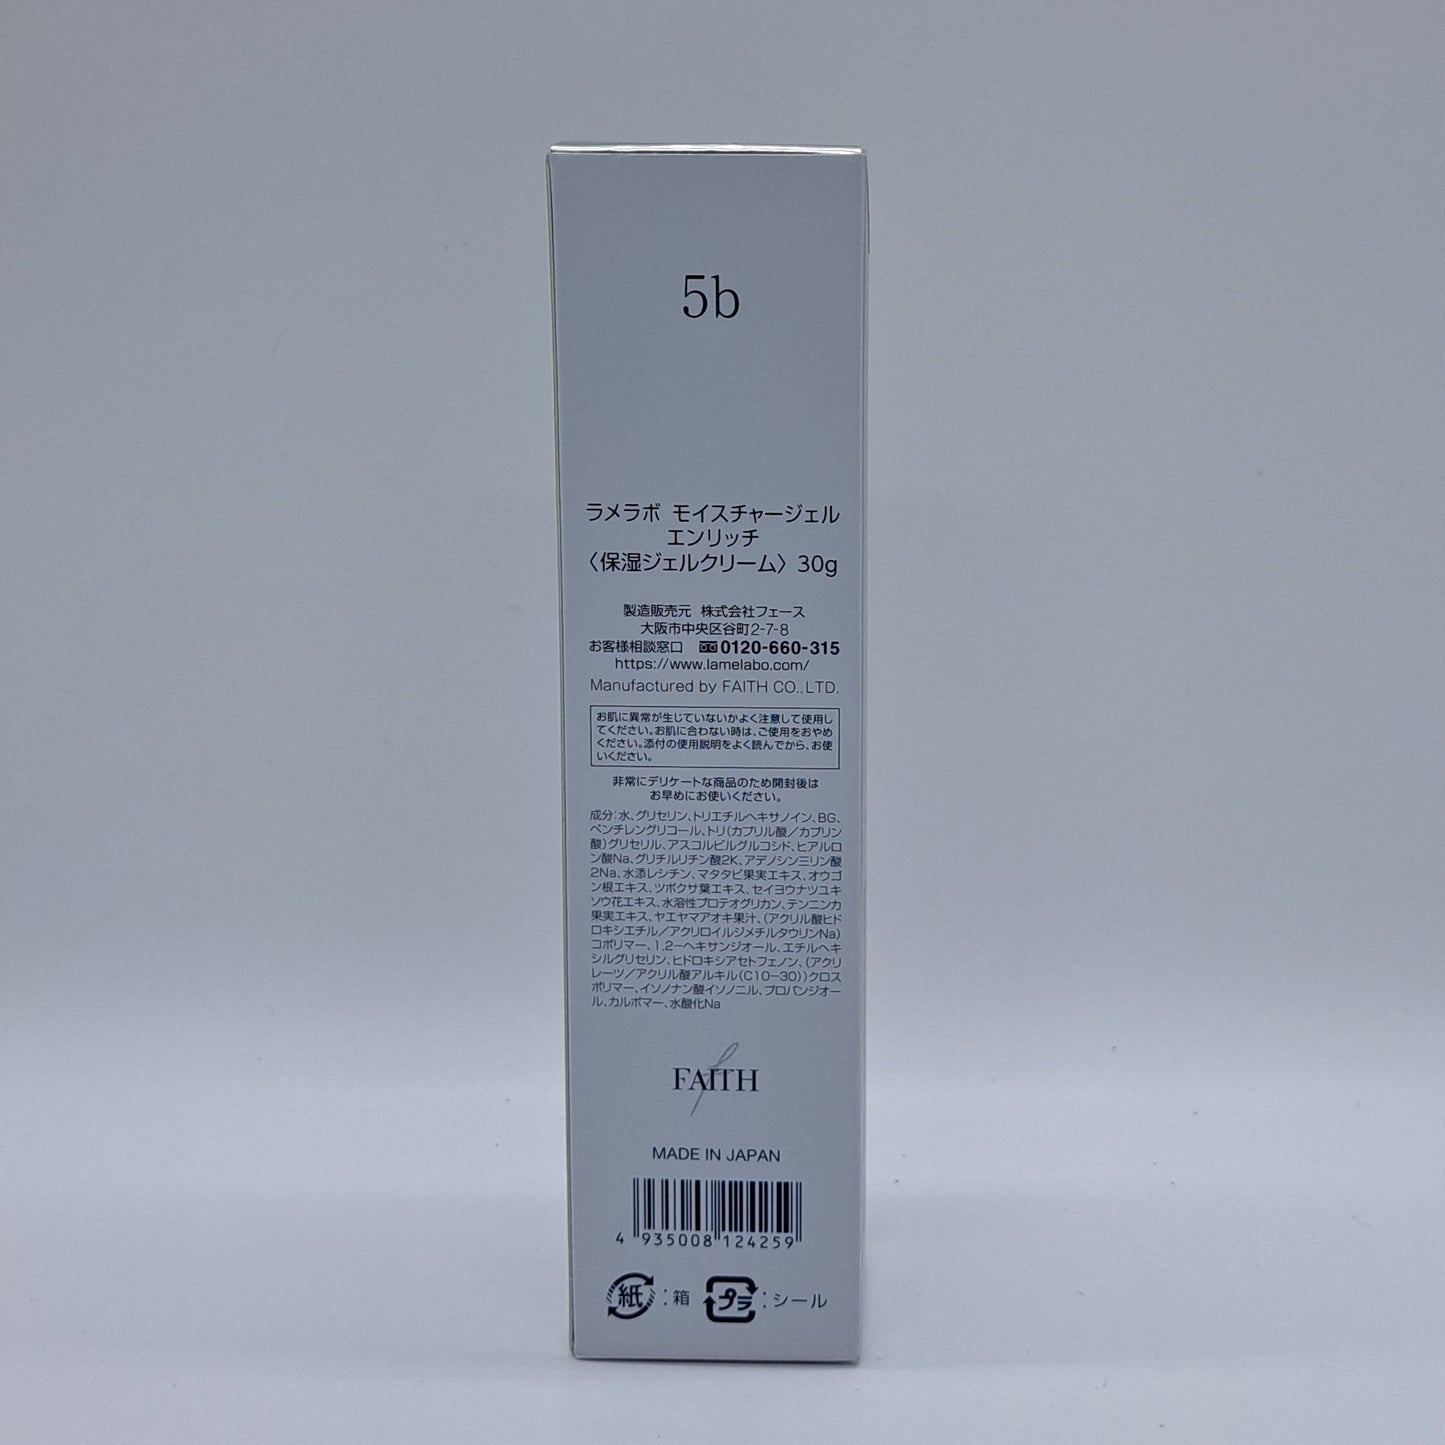 5b
ラメラボ モイスチャージェル
エンリッチ
〈保湿ジェルクリーム〉 30g
製造販売元 株式会社フェース
大阪市中央区谷町2-7-8
お客様相談窓口 0120-660-315
https://www.lamelabo.com/
Manufactured by FAITH CO.,LTD.
お肌に異常が生じていないかよく注意して使用し
てください。お肌に合わない時は、ご使用をおやめ
ください。添付の使用説明をよく読んでから、お使
いください。
非常にデリケートな商品のため開封後は
お早めにお使いください。
成分:水、グリセリン、トリエチルヘキサノイン、BG、
ペンチレングリコール、トリ(カプリル酸/カプリン
酸)グリセリル、アスコルビルグルコシド、ヒアルロ
ン酸Na、グリチルリチン酸2K、アデノシン三リン酸
2Na、水添レシチン、マタタビ果実エキス、オウゴ
ン根エキス、ツボクサ葉エキス、セイヨウナツユキ
ソウ花エキス、水溶性プロテオグリカン、テンニンカ
果実エキス、ヤエヤマアオキ果汁、(アクリル酸ヒド
ロキシエチル/アクリロイルジメチルタウリンNa)
コポリマー、1,2-ヘキサンジオール、エチルヘキ
シルグリセリン、ヒドロキシアセトフェノン、(アクリ
レーツ/アクリル酸アルキル(C10-30))クロス
ポリマー、イソノナン酸イソノニル、プロパンジオー
ル、カルボマー、水酸化Na
FAITH
MADE IN JAPAN
4 935008 124259
紙:箱 プラ:シール